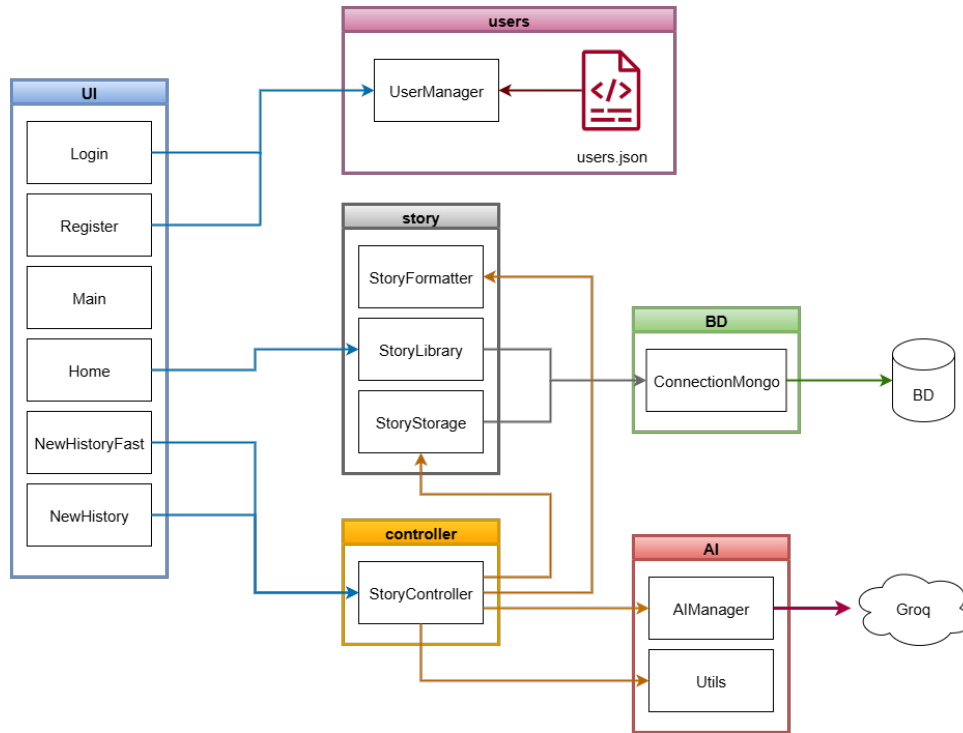 users
UserManager
</>
users.json
UI
Login
Register
Main
Home
NewHistoryFast
NewHistory
story
StoryFormatter
StoryLibrary
StoryStorage
BD
ConnectionMongo
BD
controller
StoryController
AI
AIManager
Utils
Groq